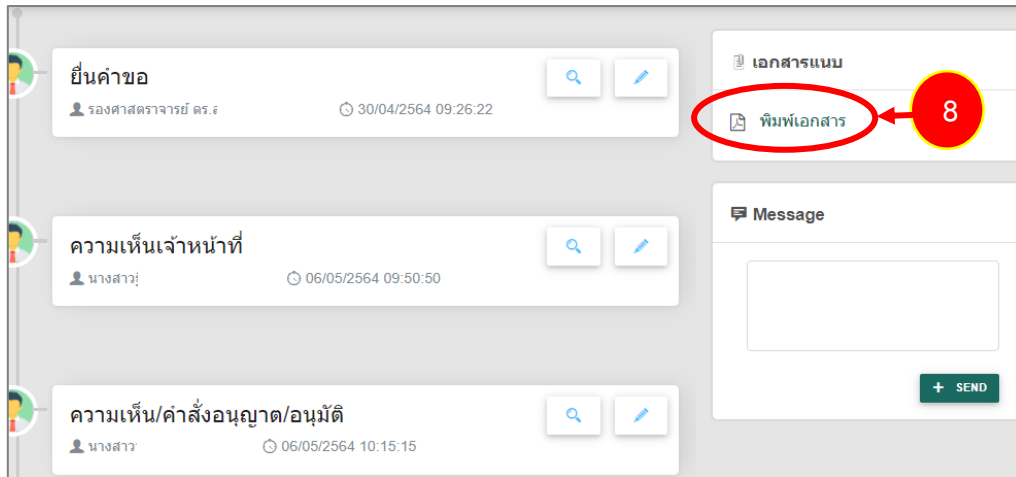 ยื่นคำขอ
รองศาสตราจารย์ ดร.
30/04/2564 09:26:22
ความเห็นเจ้าหน้าที่
นางสาว
06/05/2564 09:50:50
ความเห็น/คำสั่งอนุญาต/อนุมัติ
นางสาว
06/05/2564 10:15:15
เอกสารแนบ
พิมพ์เอกสาร
8
Message
+ SEND